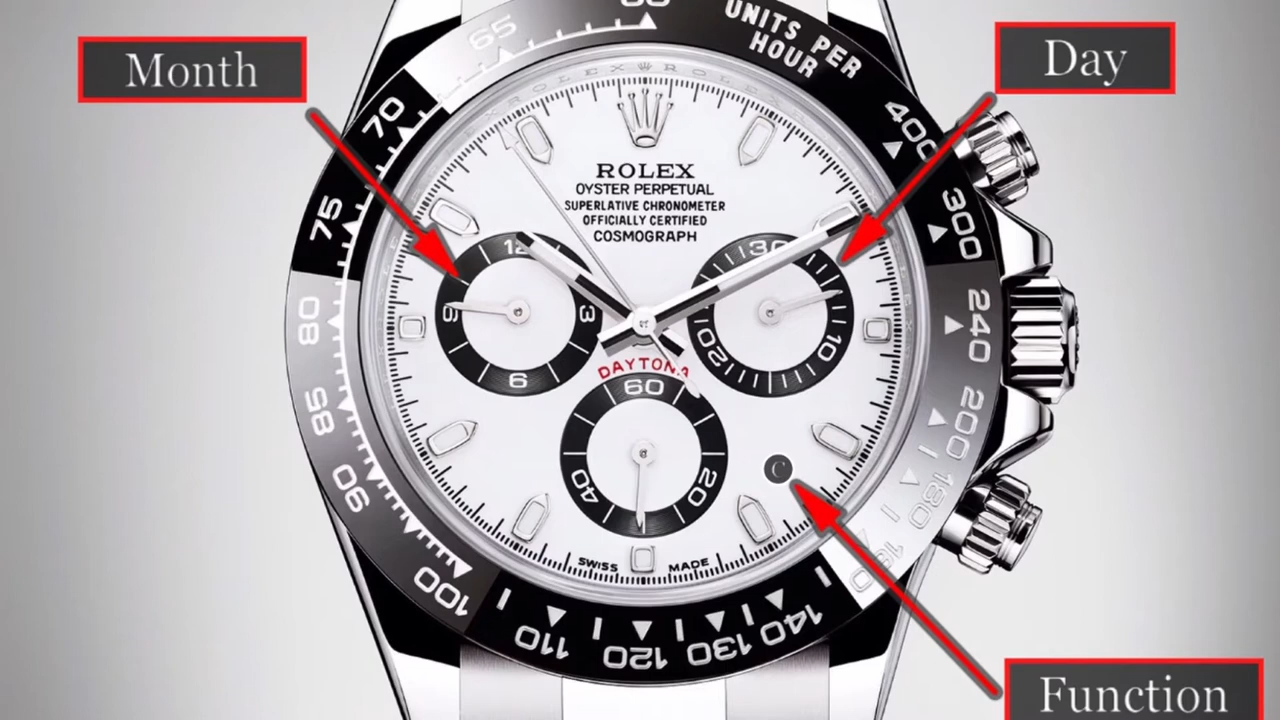 Month
Day
Function
60
65
70
75
80
85
90
100
110
120
130
140
160
180
200
240
300
400
UNITS PER
HOUR
ROLEX
OYSTER PERPETUAL
SUPERLATIVE CHRONOMETER
OFFICIALLY CERTIFIED
COSMOGRAPH
12
3
6
9
30
10
20
DAYTONA
60
20
40
C
SWISS MADE